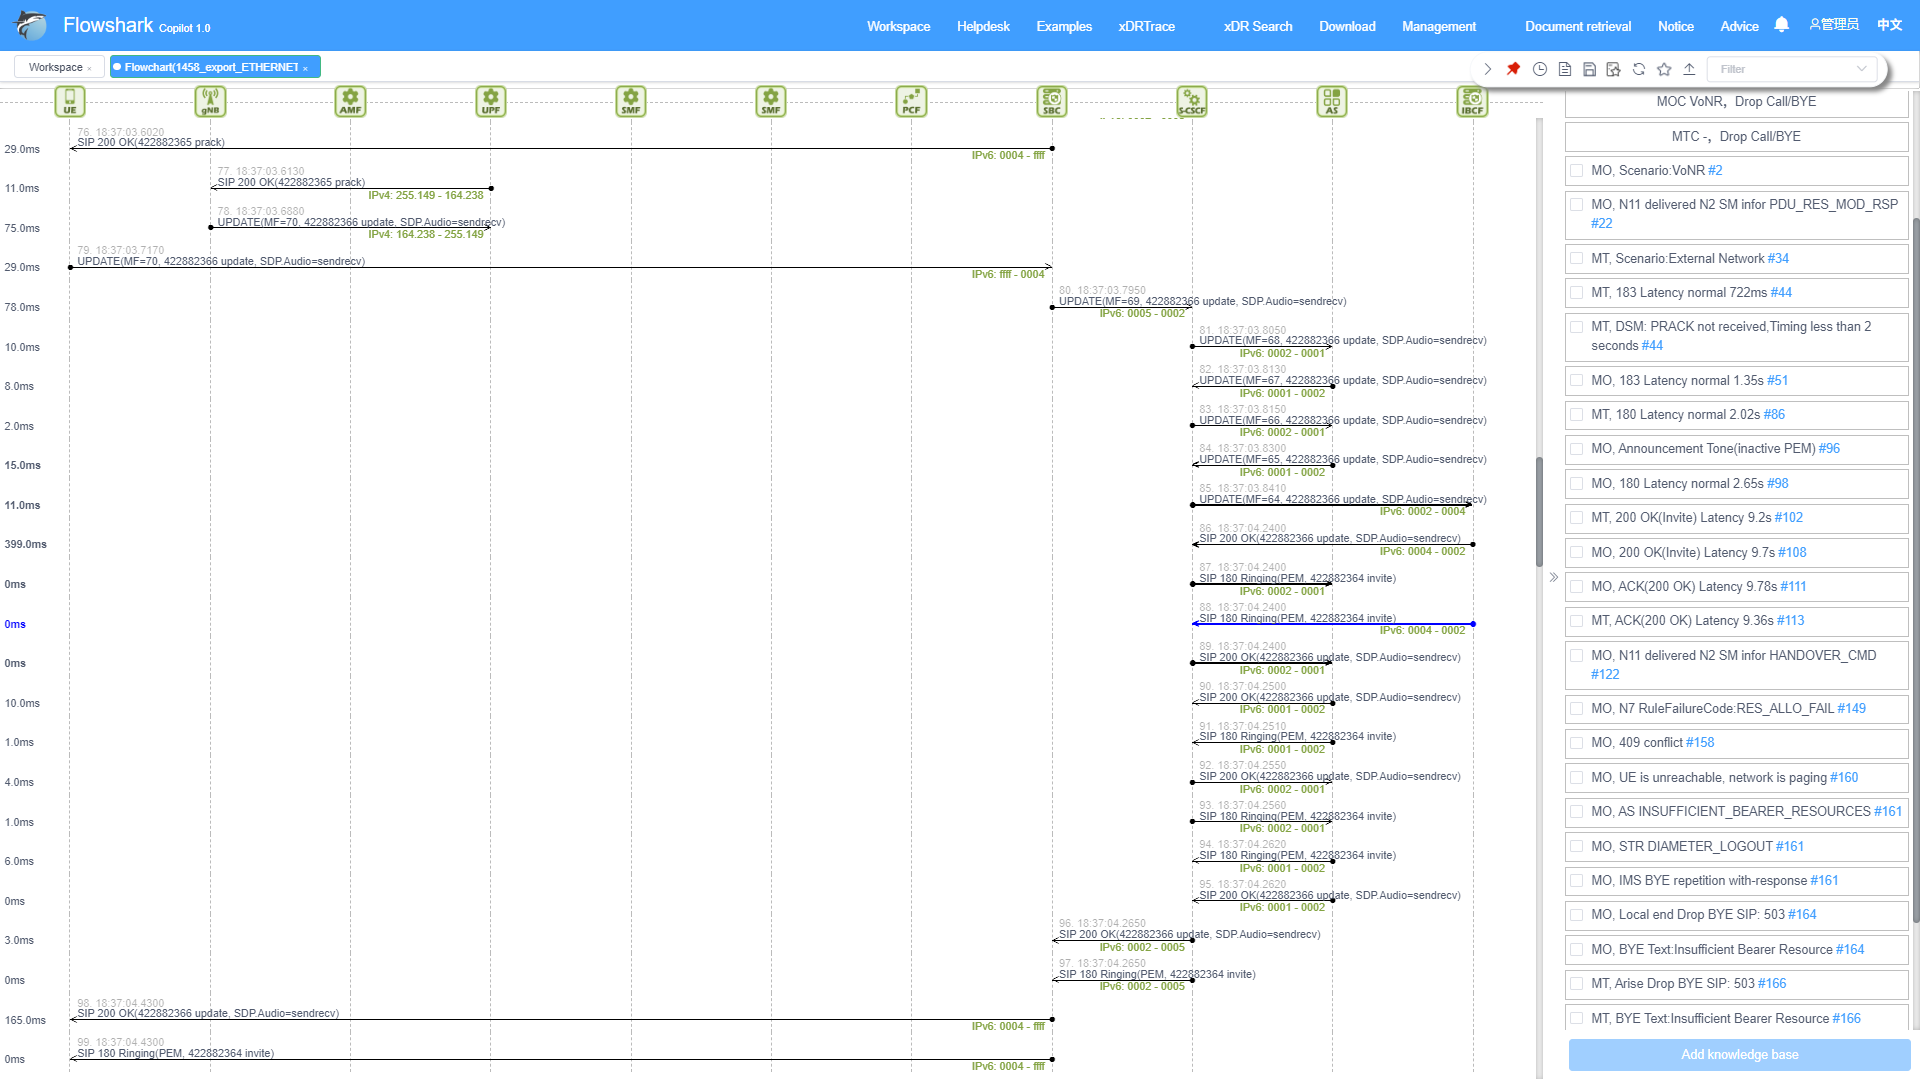 Flowshark Copilot 1.0
Workspace Helpdesk Examples xDRTrace xDR Search Download Management Document retrieval Notice Advice 管理员 中文
Workspace × Flowchart(1458_export_ETHERNET ×
Filter
UE gNB AMF UPF SMF SMF PCF SBC S-CSCF AS IBCF
76. 18:37:03.6020
SIP 200 OK(422882365 prack)
29.0ms
IPv6: 0004 - ffff
77. 18:37:03.6130
SIP 200 OK(422882365 prack)
11.0ms
IPv4: 255.149 - 164.238
78. 18:37:03.6880
UPDATE(MF=70, 422882366 update, SDP.Audio=sendrecv)
75.0ms
IPv4: 164.238 - 255.149
79. 18:37:03.7170
UPDATE(MF=70, 422882366 update, SDP.Audio=sendrecv)
29.0ms
IPv6: ffff - 0004
80. 18:37:03.7950
UPDATE(MF=69, 422882366 update, SDP.Audio=sendrecv)
78.0ms
IPv6: 0005 - 0002
81. 18:37:03.8050
UPDATE(MF=68, 422882366 update, SDP.Audio=sendrecv)
10.0ms
IPv6: 0002 - 0001
82. 18:37:03.8130
UPDATE(MF=67, 422882366 update, SDP.Audio=sendrecv)
8.0ms
IPv6: 0001 - 0002
83. 18:37:03.8150
UPDATE(MF=66, 422882366 update, SDP.Audio=sendrecv)
2.0ms
IPv6: 0002 - 0001
84. 18:37:03.8300
UPDATE(MF=65, 422882366 update, SDP.Audio=sendrecv)
15.0ms
IPv6: 0001 - 0002
85. 18:37:03.8410
UPDATE(MF=64, 422882366 update, SDP.Audio=sendrecv)
11.0ms
IPv6: 0002 - 0004
86. 18:37:04.2400
SIP 200 OK(422882366 update, SDP.Audio=sendrecv)
399.0ms
IPv6: 0004 - 0002
87. 18:37:04.2400
SIP 180 Ringing(PEM, 422882364 invite)
0ms
IPv6: 0002 - 0001
88. 18:37:04.2400
SIP 180 Ringing(PEM, 422882364 invite)
0ms
IPv6: 0004 - 0002
89. 18:37:04.2400
SIP 200 OK(422882366 update, SDP.Audio=sendrecv)
0ms
IPv6: 0002 - 0001
90. 18:37:04.2500
SIP 200 OK(422882366 update, SDP.Audio=sendrecv)
10.0ms
IPv6: 0001 - 0002
91. 18:37:04.2510
SIP 180 Ringing(PEM, 422882364 invite)
1.0ms
IPv6: 0001 - 0002
92. 18:37:04.2550
SIP 200 OK(422882366 update, SDP.Audio=sendrecv)
4.0ms
IPv6: 0002 - 0001
93. 18:37:04.2560
SIP 180 Ringing(PEM, 422882364 invite)
1.0ms
IPv6: 0002 - 0001
94. 18:37:04.2620
SIP 180 Ringing(PEM, 422882364 invite)
6.0ms
IPv6: 0001 - 0002
95. 18:37:04.2620
SIP 200 OK(422882366 update, SDP.Audio=sendrecv)
0ms
IPv6: 0001 - 0002
96. 18:37:04.2650
SIP 200 OK(422882366 update, SDP.Audio=sendrecv)
3.0ms
IPv6: 0002 - 0005
97. 18:37:04.2650
SIP 180 Ringing(PEM, 422882364 invite)
0ms
IPv6: 0002 - 0005
98. 18:37:04.4300
SIP 200 OK(422882366 update, SDP.Audio=sendrecv)
165.0ms
IPv6: 0004 - ffff
99. 18:37:04.4300
SIP 180 Ringing(PEM, 422882364 invite)
0ms
IPv6: 0004 - ffff
MOC VoNR，Drop Call/BYE
MTC -，Drop Call/BYE
MO, Scenario:VoNR #2
MO, N11 delivered N2 SM infor PDU_RES_MOD_RSP
#22
MT, Scenario:External Network #34
MT, 183 Latency normal 722ms #44
MT, DSM: PRACK not received,Timing less than 2
seconds #44
MO, 183 Latency normal 1.35s #51
MT, 180 Latency normal 2.02s #86
MO, Announcement Tone(inactive PEM) #96
MO, 180 Latency normal 2.65s #98
MT, 200 OK(Invite) Latency 9.2s #102
MO, 200 OK(Invite) Latency 9.7s #108
MO, ACK(200 OK) Latency 9.78s #111
MT, ACK(200 OK) Latency 9.36s #113
MO, N11 delivered N2 SM infor HANDOVER_CMD
#122
MO, N7 RuleFailureCode:RES_ALLO_FAIL #149
MO, 409 conflict #158
MO, UE is unreachable, network is paging #160
MO, AS INSUFFICIENT_BEARER_RESOURCES #161
MO, STR DIAMETER_LOGOUT #161
MO, IMS BYE repetition with-response #161
MO, Local end Drop BYE SIP: 503 #164
MO, BYE Text:Insufficient Bearer Resource #164
MT, Arise Drop BYE SIP: 503 #166
MT, BYE Text:Insufficient Bearer Resource #166
Add knowledge base